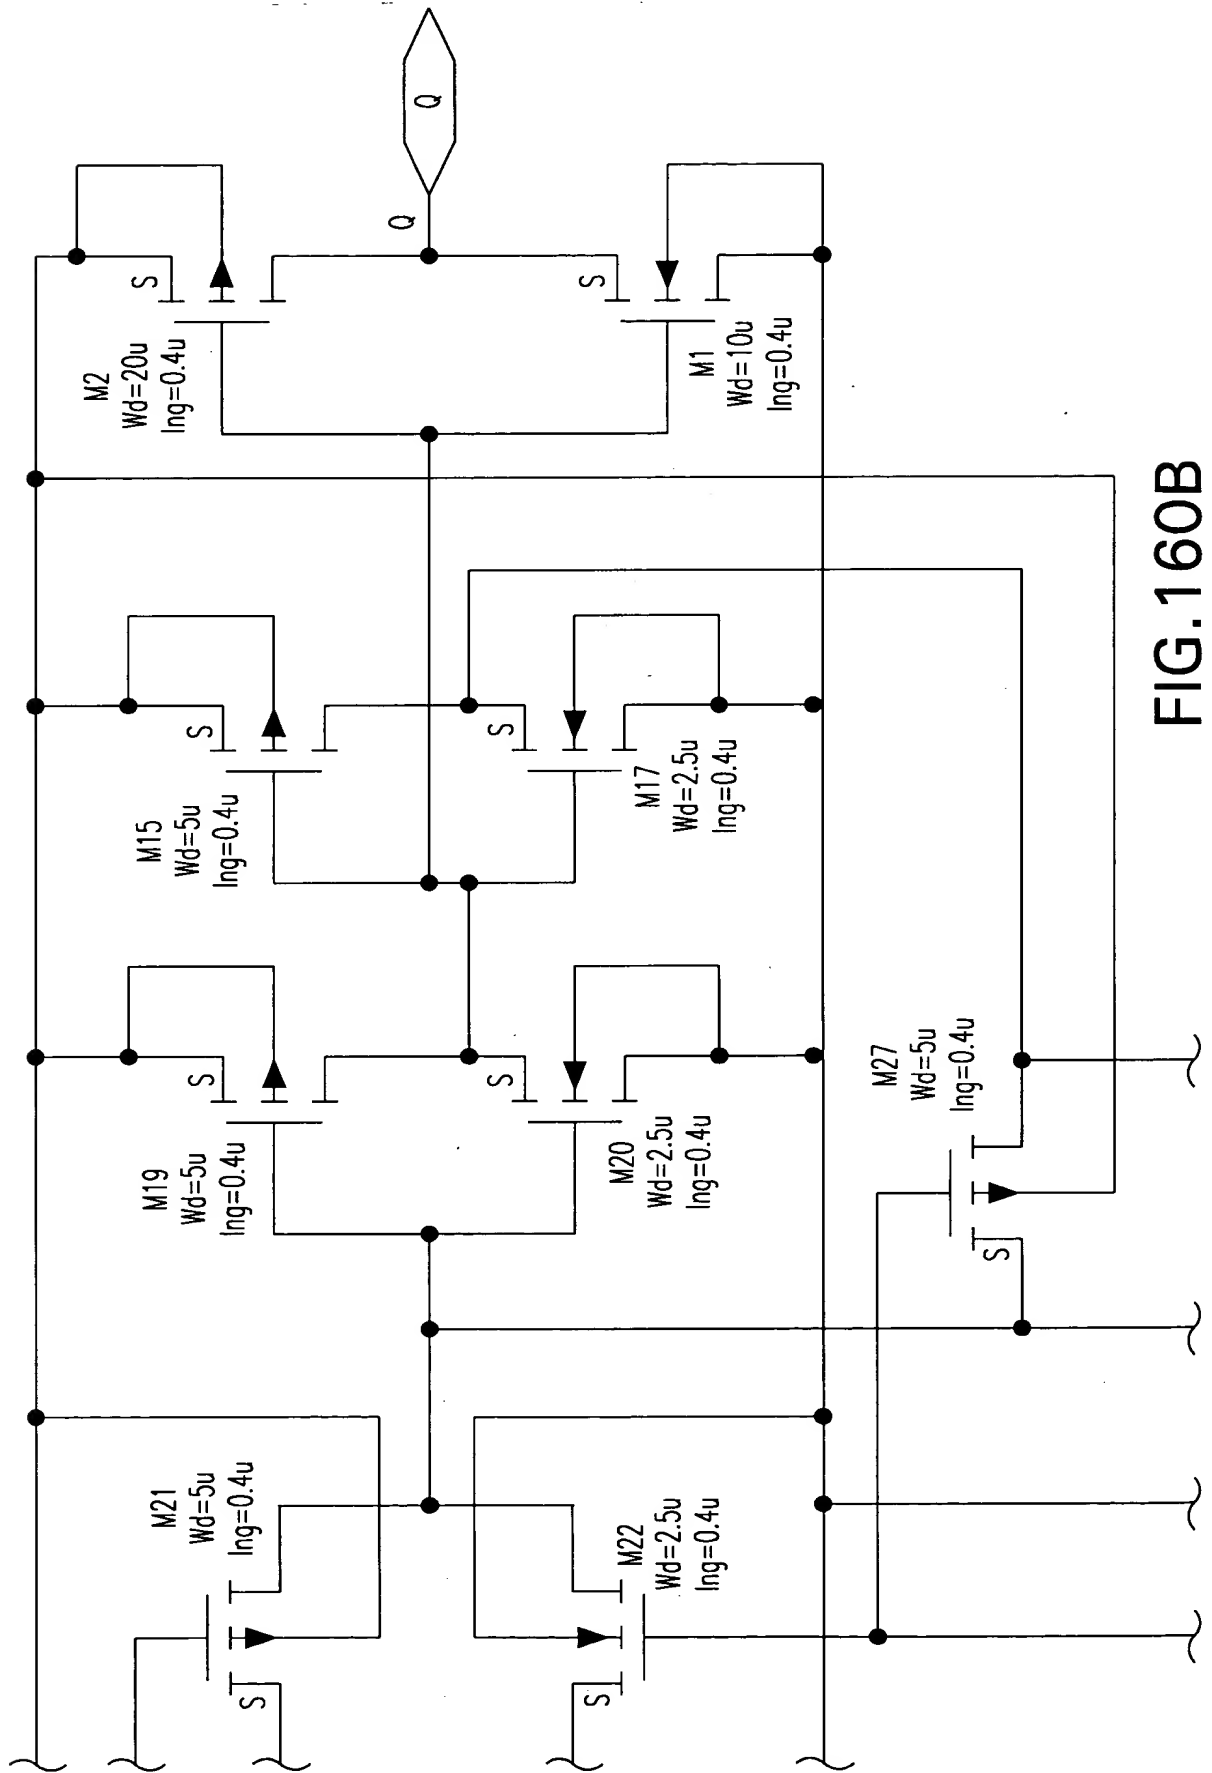 Q
Q
S
M2
Wd=20u
lng=0.4u
S
M1
Wd=10u
lng=0.4u
S
M15
Wd=5u
lng=0.4u
S
M17
Wd=2.5u
lng=0.4u
S
M19
Wd=5u
lng=0.4u
S
M20
Wd=2.5u
lng=0.4u
M27
Wd=5u
lng=0.4u
S
M21
Wd=5u
lng=0.4u
S
M22
Wd=2.5u
lng=0.4u
S
FIG.160B